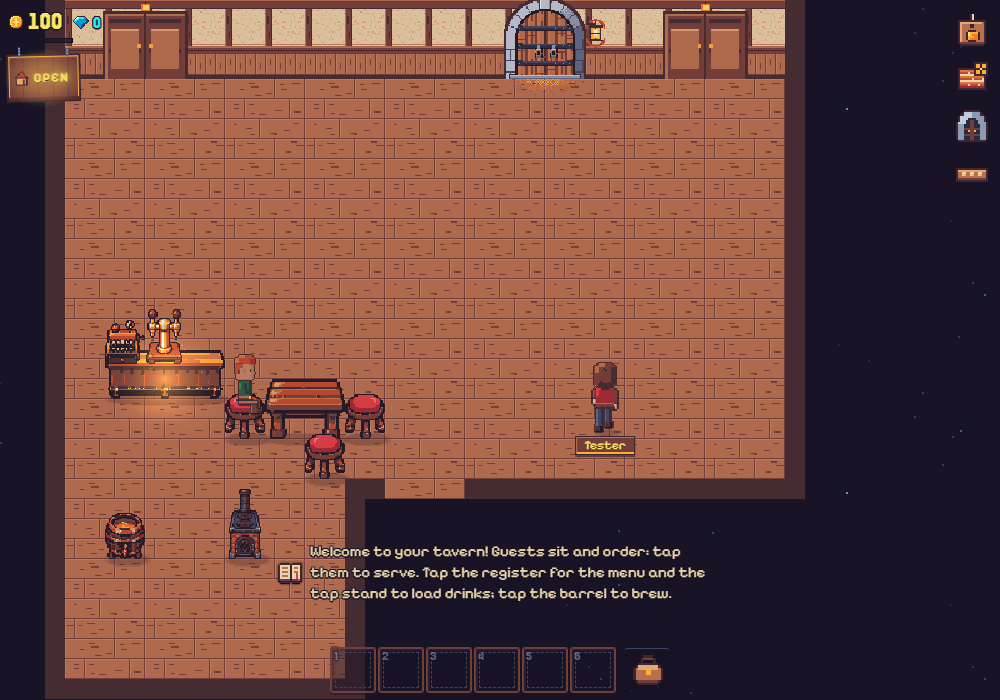 100
0
OPEN
Tester
Welcome to your tavern! Guests sit and order: tap
them to serve. Tap the register for the menu and the
tap stand to load drinks; tap the barrel to brew.
1 2 3 4 5 6